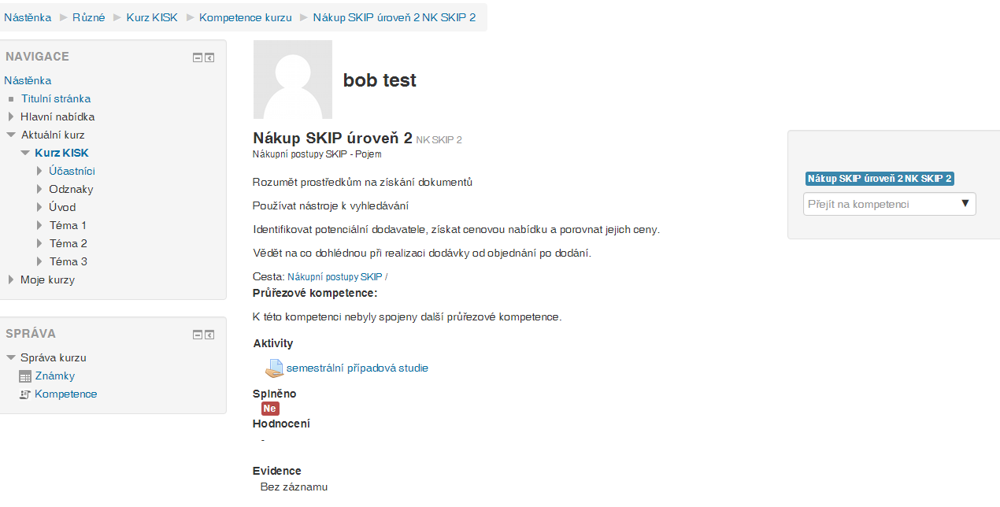 Nástěnka ▶ Různé ▶ Kurz KISK ▶ Kompetence kurzu ▶ Nákup SKIP úroveň 2 NK SKIP 2
NAVIGACE
Nástěnka
Titulní stránka
Hlavní nabídka
Aktuální kurz
Kurz KISK
Účastníci
Odznaky
Úvod
Téma 1
Téma 2
Téma 3
Moje kurzy
SPRÁVA
Správa kurzu
Známky
Kompetence
bob test
Nákup SKIP úroveň 2 NK SKIP 2
Nákupní postupy SKIP - Pojem
Rozumět prostředkům na získání dokumentů
Používat nástroje k vyhledávání
Identifikovat potenciální dodavatele, získat cenovou nabídku a porovnat jejich ceny.
Vědět na co dohlédnou při realizaci dodávky od objednání po dodání.
Cesta: Nákupní postupy SKIP /
Průřezové kompetence:
K této kompetenci nebyly spojeny další průřezové kompetence.
Aktivity
semestrální případová studie
Splněno
Ne
Hodnocení
-
Evidence
Bez záznamu
Nákup SKIP úroveň 2 NK SKIP 2
Přejít na kompetenci